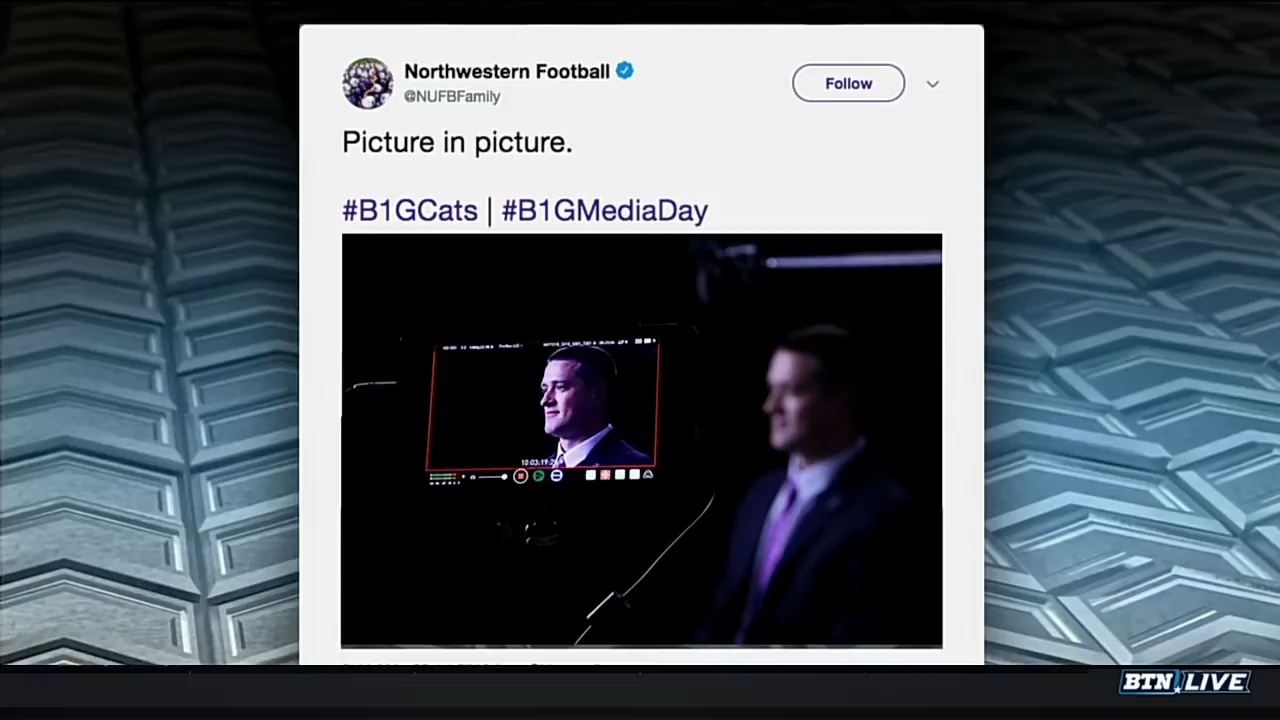 Northwestern Football
@NUFBFamily
Follow
Picture in picture.
#B1GCats | #B1GMediaDay
BTN LIVE